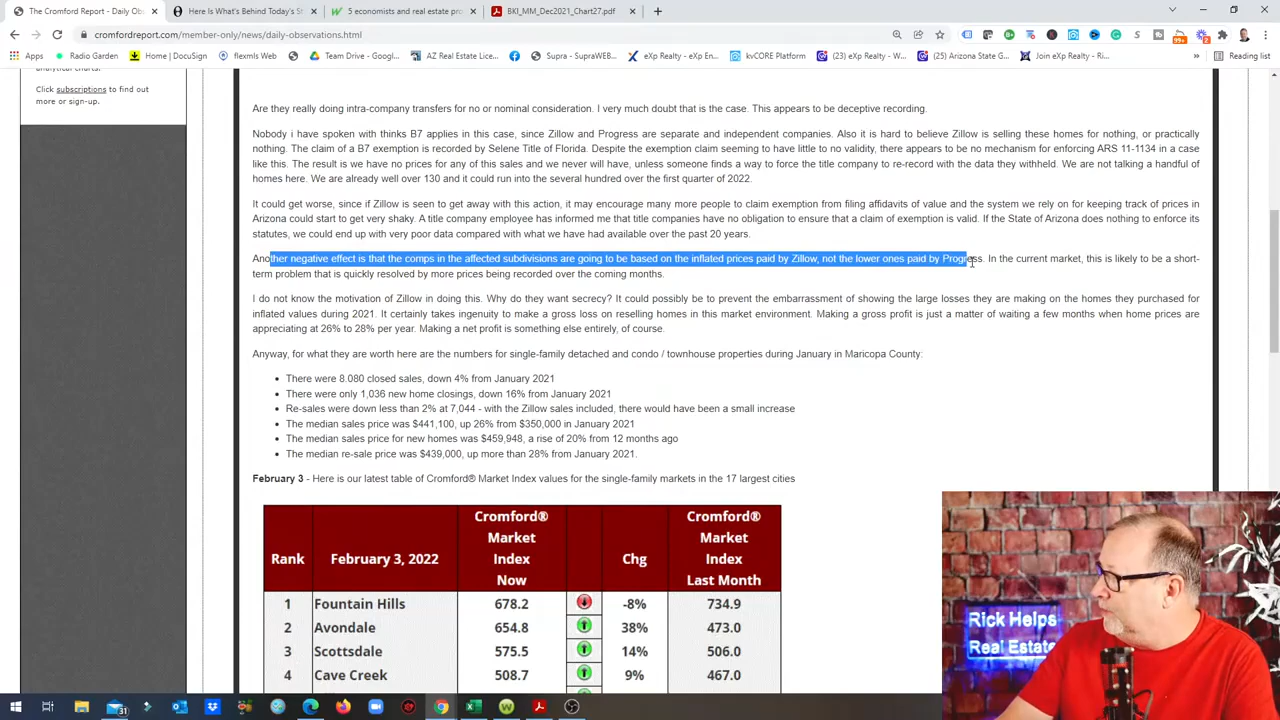 The Cromford Report - Daily Obs
Here Is What's Behind Today's St
5 economists and real estate pro
BKI_MM_Dec2021_Chart27.pdf
cromfordreport.com/member-only/news/daily-observations.html
99+
Apps
Radio Garden
Home | DocuSign
flexmls Web
Team Drive - Googl...
AZ Real Estate Lice...
Supra - SupraWEB...
eXp Realty - eXp En...
kvCORE Platform
(23) eXp Realty - W...
(25) Arizona State G...
Join eXp Realty - Ri...
Reading list
analytical charts.
Click subscriptions to find out
more or sign-up.
Are they really doing intra-company transfers for no or nominal consideration. I very much doubt that is the case. This appears to be deceptive recording.
Nobody i have spoken with thinks B7 applies in this case, since Zillow and Progress are separate and independent companies. Also it is hard to believe Zillow is selling these homes for nothing, or practically
nothing. The claim of a B7 exemption is recorded by Selene Title of Florida. Despite the exemption claim seeming to have little to no validity, there appears to be no mechanism for enforcing ARS 11-1134 in a case
like this. The result is we have no prices for any of this sales and we never will have, unless someone finds a way to force the title company to re-record with the data they withheld. We are not talking a handful of
homes here. We are already well over 130 and it could run into the several hundred over the first quarter of 2022.
It could get worse, since if Zillow is seen to get away with this action, it may encourage many more people to claim exemption from filing affidavits of value and the system we rely on for keeping track of prices in
Arizona could start to get very shaky. A title company employee has informed me that title companies have no obligation to ensure that a claim of exemption is valid. If the State of Arizona does nothing to enforce its
statutes, we could end up with very poor data compared with what we have had available over the past 20 years.
Another negative effect is that the comps in the affected subdivisions are going to be based on the inflated prices paid by Zillow, not the lower ones paid by Progress. In the current market, this is likely to be a short-
term problem that is quickly resolved by more prices being recorded over the coming months.
I do not know the motivation of Zillow in doing this. Why do they want secrecy? It could possibly be to prevent the embarrassment of showing the large losses they are making on the homes they purchased for
inflated values during 2021. It certainly takes ingenuity to make a gross loss on reselling homes in this market environment. Making a gross profit is just a matter of waiting a few months when home prices are
appreciating at 26% to 28% per year. Making a net profit is something else entirely, of course.
Anyway, for what they are worth here are the numbers for single-family detached and condo / townhouse properties during January in Maricopa County:
• There were 8.080 closed sales, down 4% from January 2021
• There were only 1,036 new home closings, down 16% from January 2021
• Re-sales were down less than 2% at 7,044 - with the Zillow sales included, there would have been a small increase
• The median sales price was $441,100, up 26% from $350,000 in January 2021
• The median sales price for new homes was $459,948, a rise of 20% from 12 months ago
• The median re-sale price was $439,000, up more than 28% from January 2021.
February 3 - Here is our latest table of Cromford® Market Index values for the single-family markets in the 17 largest cities
Rank February 3, 2022 Cromford® Market Index Now Chg Cromford® Market Index Last Month
1 Fountain Hills 678.2 -8% 734.9
2 Avondale 654.8 38% 473.0
3 Scottsdale 575.5 14% 506.0
4 Cave Creek 508.7 9% 467.0
Rick Helps
Real Estate
31